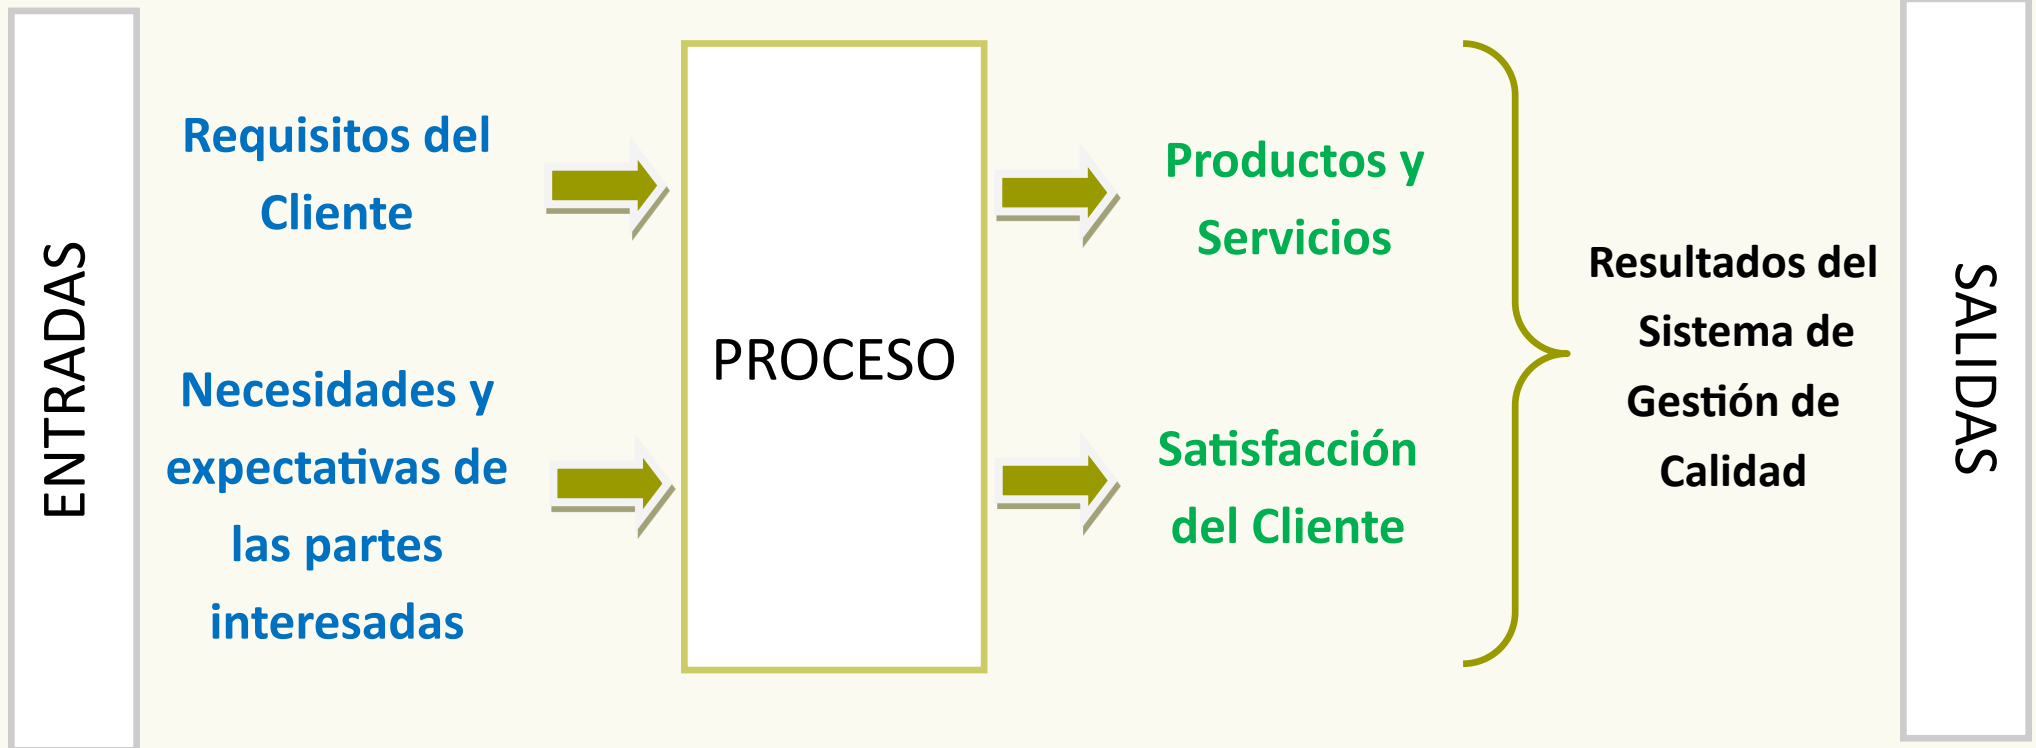 ENTRADAS
Requisitos del
Cliente
Necesidades y
expectativas de
las partes
interesadas
PROCESO
Productos y
Servicios
Satisfacción
del Cliente
Resultados del
Sistema de
Gestión de
Calidad
SALIDAS